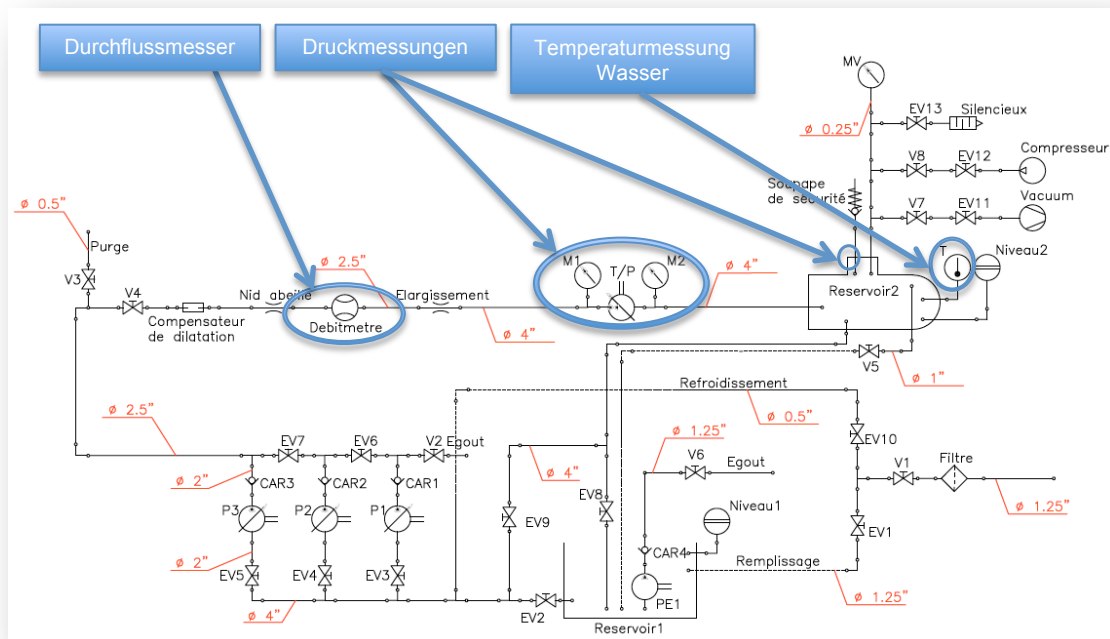 Durchflussmesser
Druckmessungen
Temperaturmessung
Wasser
MV
EV13
Silencieux
ø 0.25"
V8
EV12
Compresseur
Soupape
de sécurité
Vacuum
V7
EV11
ø 0.5"
Purge
V3
V4
Nid abeille
ø 2.5"
Elargissement
M1
T/P
M2
ø 4"
T
Niveau2
Reservoir2
Compensateur
de dilatation
Debitmetre
ø 4"
V5
ø 1"
Refroidissement
ø 0.5"
ø 2.5"
EV7
EV6
V2
Egout
ø 4"
ø 1.25"
V6
Egout
EV10
V1
Filtre
ø 2"
CAR3
CAR2
CAR1
EV8
Niveau1
ø 1.25"
P3
P2
P1
EV9
EV1
ø 2"
CAR4
Remplissage
EV5
EV4
EV3
PE1
ø 1.25"
ø 4"
EV2
Reservoir1